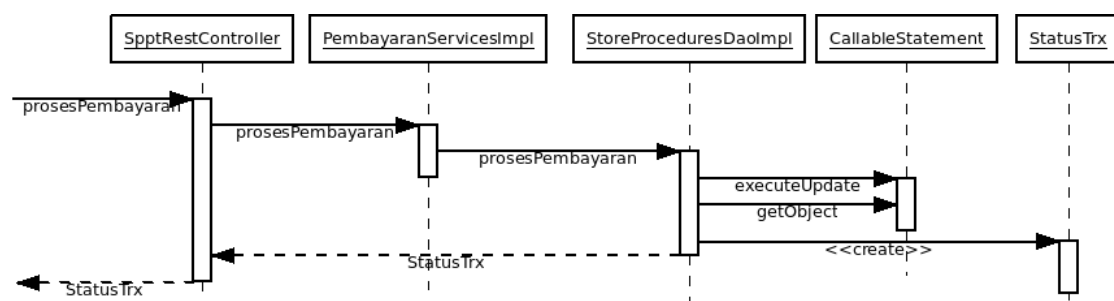 SpptRestController
PembayaranServicesImpl
StoreProceduresDaoImpl
CallableStatement
StatusTrx
prosesPembayaran
prosesPembayaran
prosesPembayaran
executeUpdate
getObject
<<create>>
StatusTrx
StatusTrx